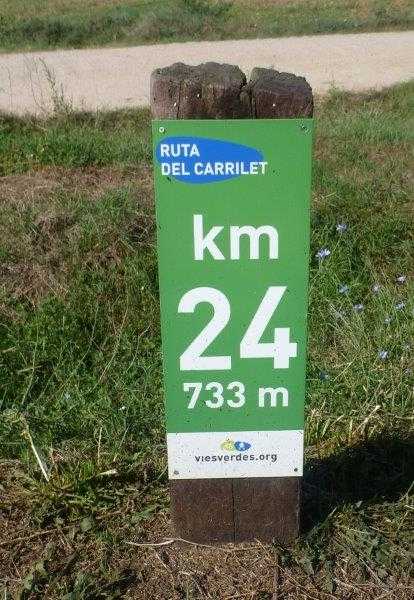 RUTA
DEL CARRILET
km
24
733 m
viesverdes.org